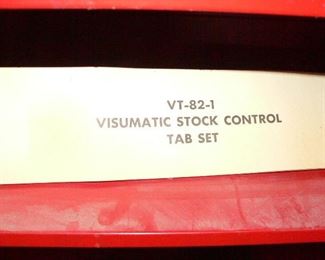 VT-82-1
VISUMATIC STOCK CONTROL
TAB SET